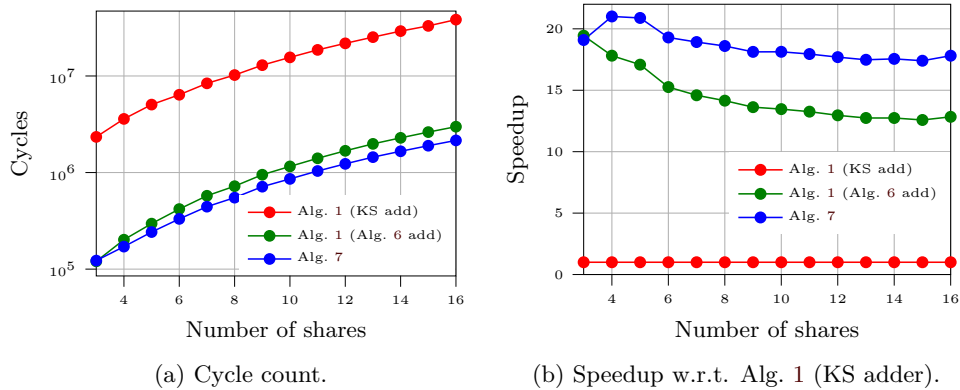 10^7
10^6
10^5
Cycles
Alg. 1 (KS add)
Alg. 1 (Alg. 6 add)
Alg. 7
4 6 8 10 12 14 16
Number of shares
(a) Cycle count.
20
15
10
5
0
Speedup
Alg. 1 (KS add)
Alg. 1 (Alg. 6 add)
Alg. 7
4 6 8 10 12 14 16
Number of shares
(b) Speedup w.r.t. Alg. 1 (KS adder).